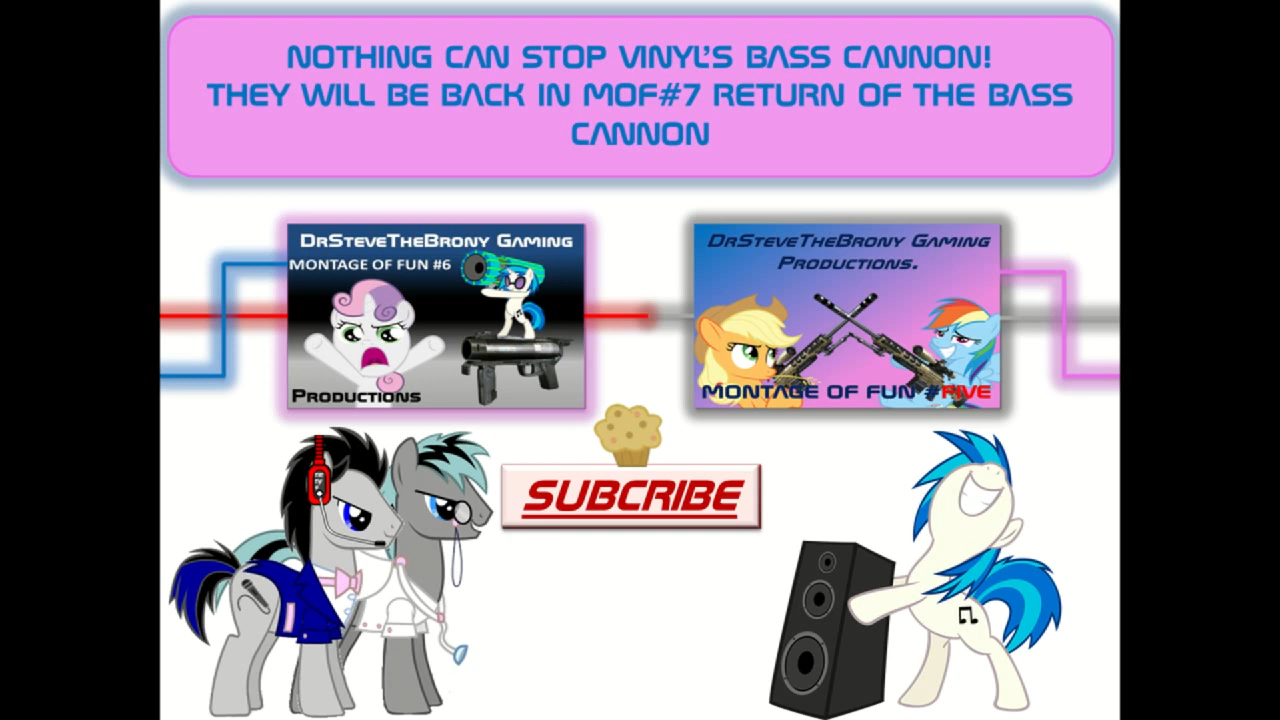 NOTHING CAN STOP VINYL'S BASS CANNON!
THEY WILL BE BACK IN MOF#7 RETURN OF THE BASS
CANNON
DrSteveTheBrony Gaming
MONTAGE OF FUN #6
Productions
DrSteveTheBrony Gaming
Productions.
MONTAGE OF FUN #FIVE
SUBCRIBE